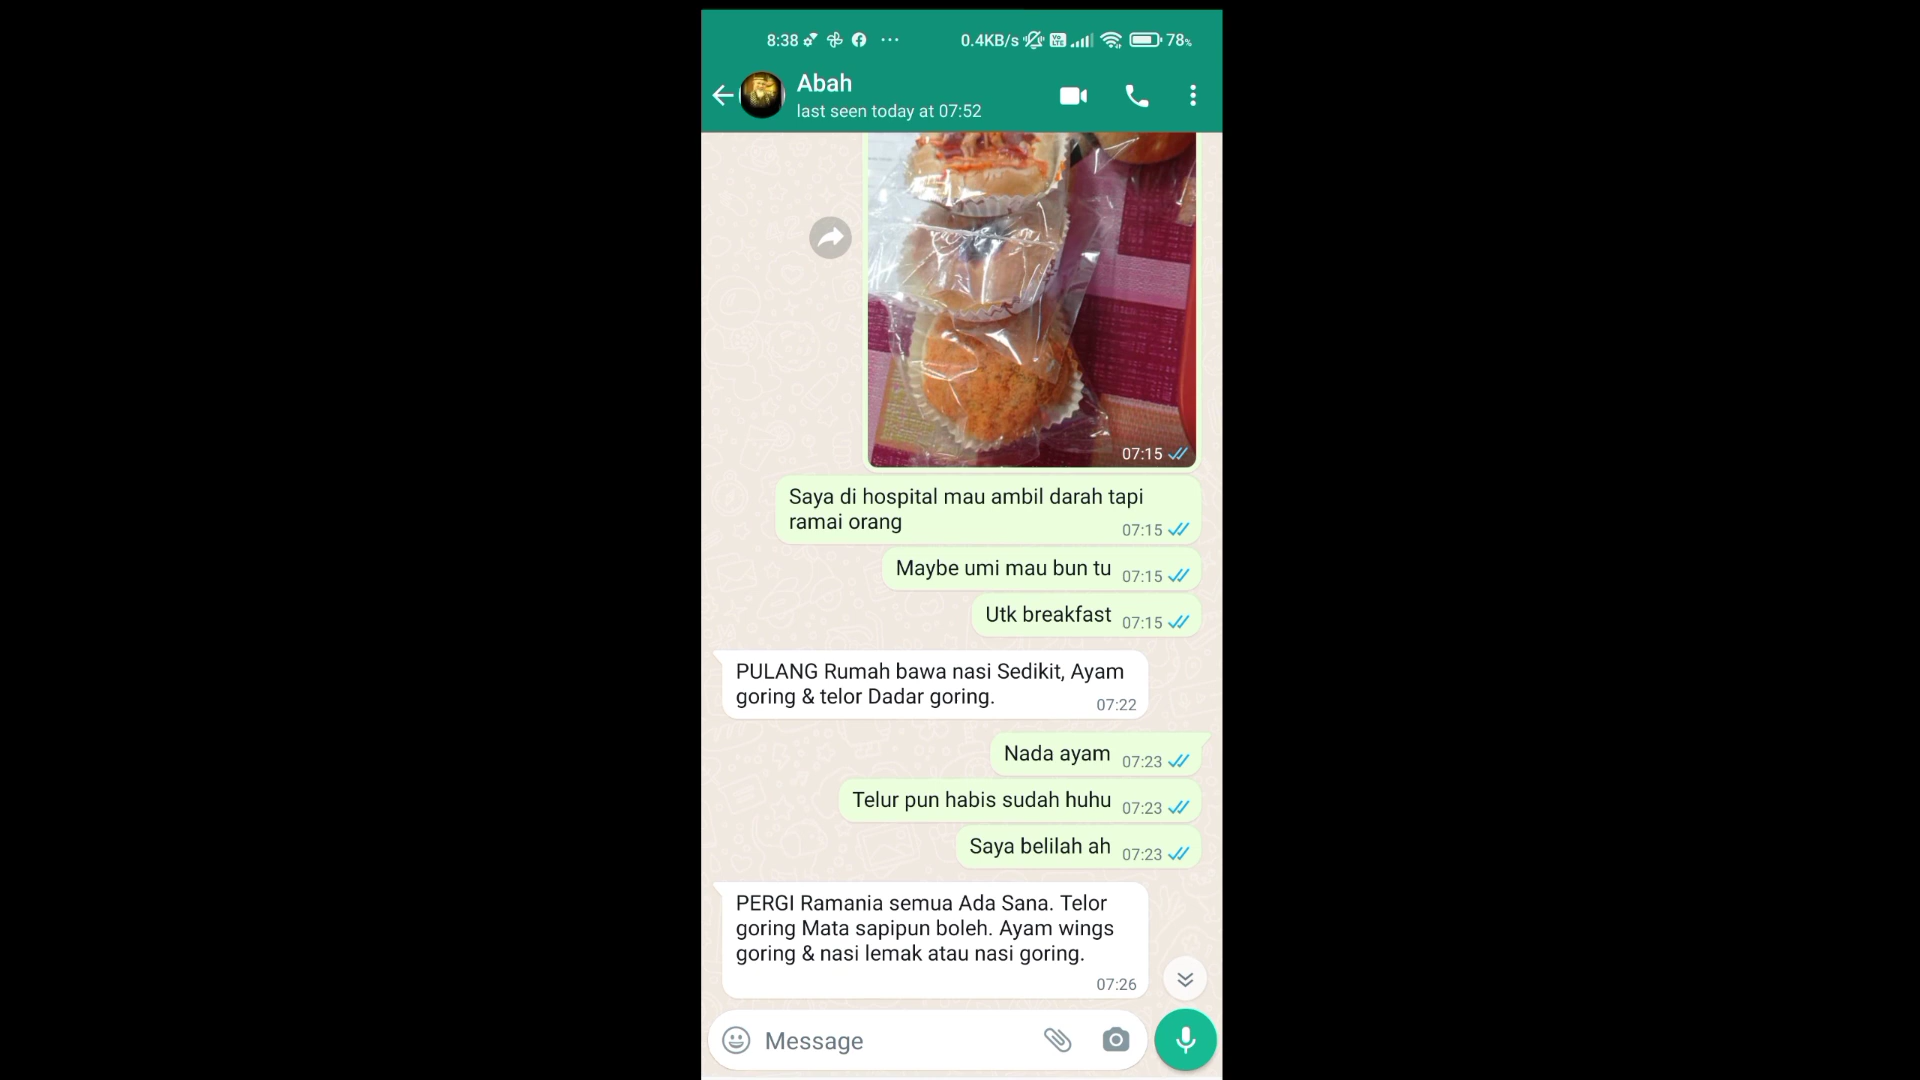 8:38 ··· 0.4KB/s Vo LTE 78%
Abah
last seen today at 07:52
07:15
Saya di hospital mau ambil darah tapi
ramai orang
07:15
Maybe umi mau bun tu 07:15
Utk breakfast 07:15
PULANG Rumah bawa nasi Sedikit, Ayam
goring & telor Dadar goring.
07:22
Nada ayam 07:23
Telur pun habis sudah huhu 07:23
Saya belilah ah 07:23
PERGI Ramania semua Ada Sana. Telor
goring Mata sapipun boleh. Ayam wings
goring & nasi lemak atau nasi goring.
07:26
Message